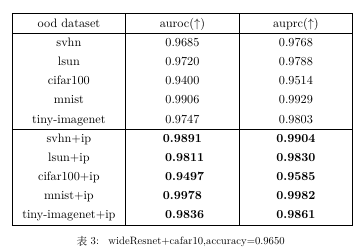 ood dataset auroc(↑) auprc(↑)
svhn 0.9685 0.9768
lsun 0.9720 0.9788
cifar100 0.9400 0.9514
mnist 0.9906 0.9929
tiny-imagenet 0.9747 0.9803
svhn+ip 0.9891 0.9904
lsun+ip 0.9811 0.9830
cifar100+ip 0.9497 0.9585
mnist+ip 0.9978 0.9982
tiny-imagenet+ip 0.9836 0.9861
表 3: wideResnet+cafar10,accuracy=0.9650